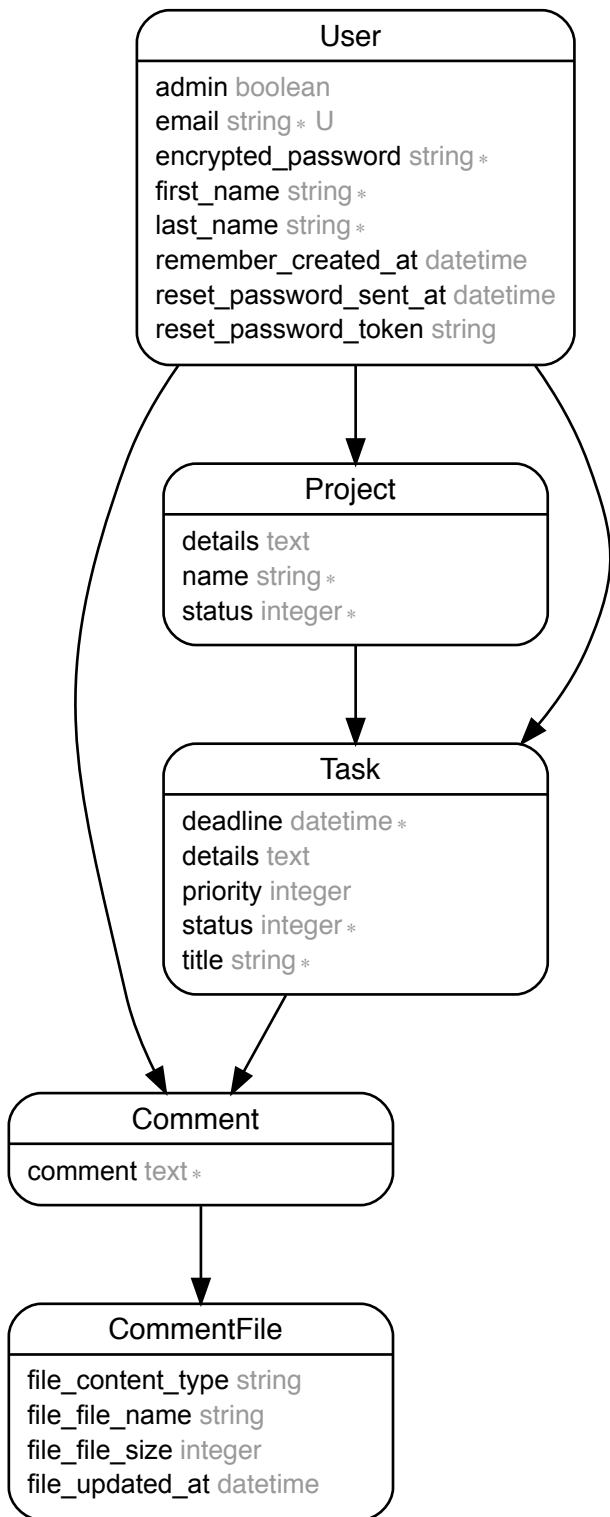 User
admin boolean
email string ∗ U
encrypted_password string ∗
first_name string ∗
last_name string ∗
remember_created_at datetime
reset_password_sent_at datetime
reset_password_token string
Project
details text
name string ∗
status integer ∗
Task
deadline datetime ∗
details text
priority integer
status integer ∗
title string ∗
Comment
comment text ∗
CommentFile
file_content_type string
file_file_name string
file_file_size integer
file_updated_at datetime